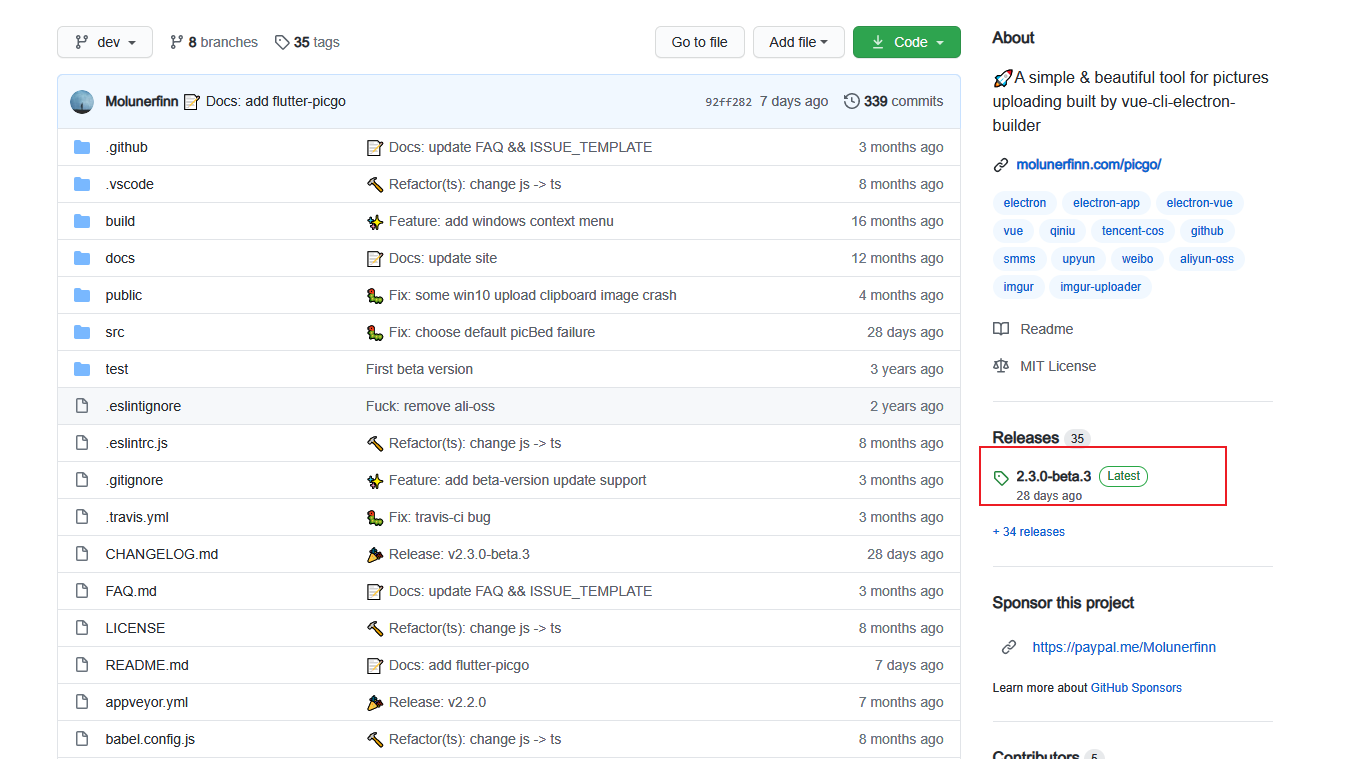 dev 8 branches 35 tags Go to file Add file Code
Molunerfinn Docs: add flutter-picgo 92ff282 7 days ago 339 commits
.github Docs: update FAQ && ISSUE_TEMPLATE 3 months ago
.vscode Refactor(ts): change js -> ts 8 months ago
build Feature: add windows context menu 16 months ago
docs Docs: update site 12 months ago
public Fix: some win10 upload clipboard image crash 4 months ago
src Fix: choose default picBed failure 28 days ago
test First beta version 3 years ago
.eslintignore Fuck: remove ali-oss 2 years ago
.eslintrc.js Refactor(ts): change js -> ts 8 months ago
.gitignore Feature: add beta-version update support 3 months ago
.travis.yml Fix: travis-ci bug 3 months ago
CHANGELOG.md Release: v2.3.0-beta.3 28 days ago
FAQ.md Docs: update FAQ && ISSUE_TEMPLATE 3 months ago
LICENSE Refactor(ts): change js -> ts 8 months ago
README.md Docs: add flutter-picgo 7 days ago
appveyor.yml Release: v2.2.0 7 months ago
babel.config.js Refactor(ts): change js -> ts 8 months ago
About
A simple & beautiful tool for pictures
uploading built by vue-cli-electron-
builder
molunerfinn.com/picgo/
electron electron-app electron-vue
vue qiniu tencent-cos github
smms upyun weibo aliyun-oss
imgur imgur-uploader
Readme
MIT License
Releases 35
2.3.0-beta.3 Latest
28 days ago
+ 34 releases
Sponsor this project
https://paypal.me/Molunerfinn
Learn more about GitHub Sponsors
Contributors 5